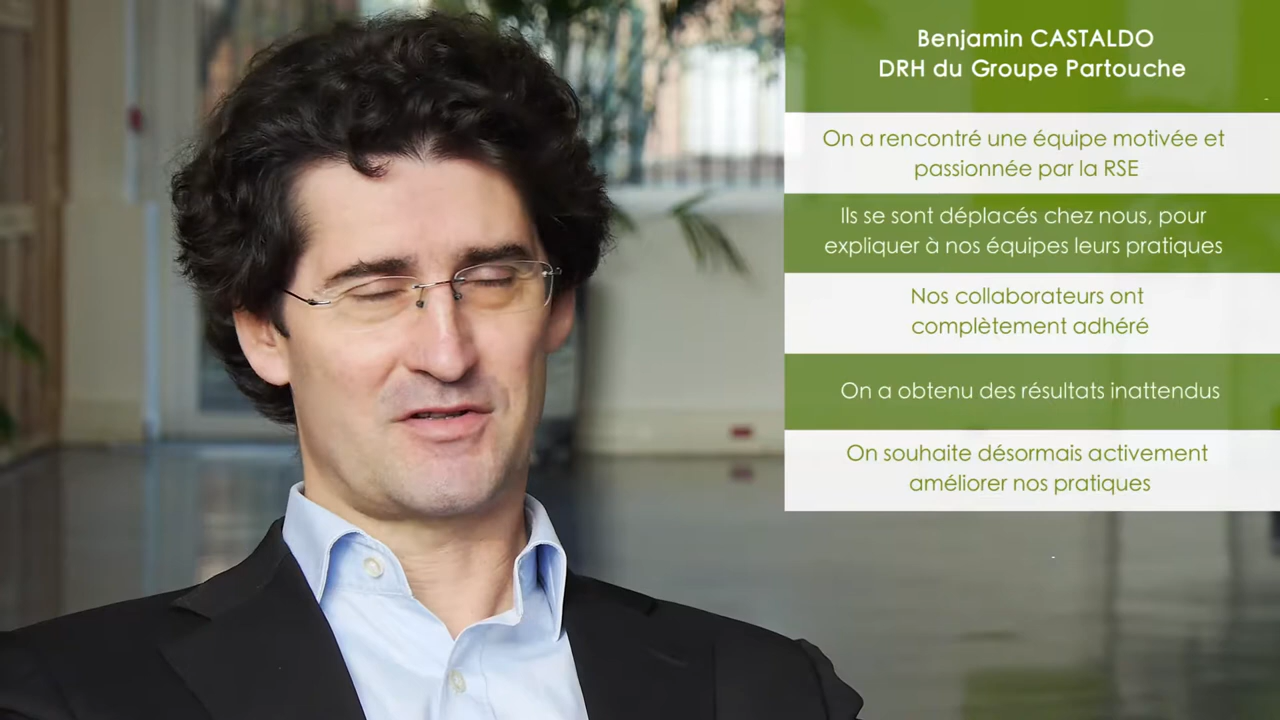 Benjamin CASTALDO
DRH du Groupe Partouche
On a rencontré une équipe motivée et
passionnée par la RSE
Ils se sont déplacés chez nous, pour
expliquer à nos équipes leurs pratiques
Nos collaborateurs ont
complètement adhéré
On a obtenu des résultats inattendus
On souhaite désormais activement
améliorer nos pratiques